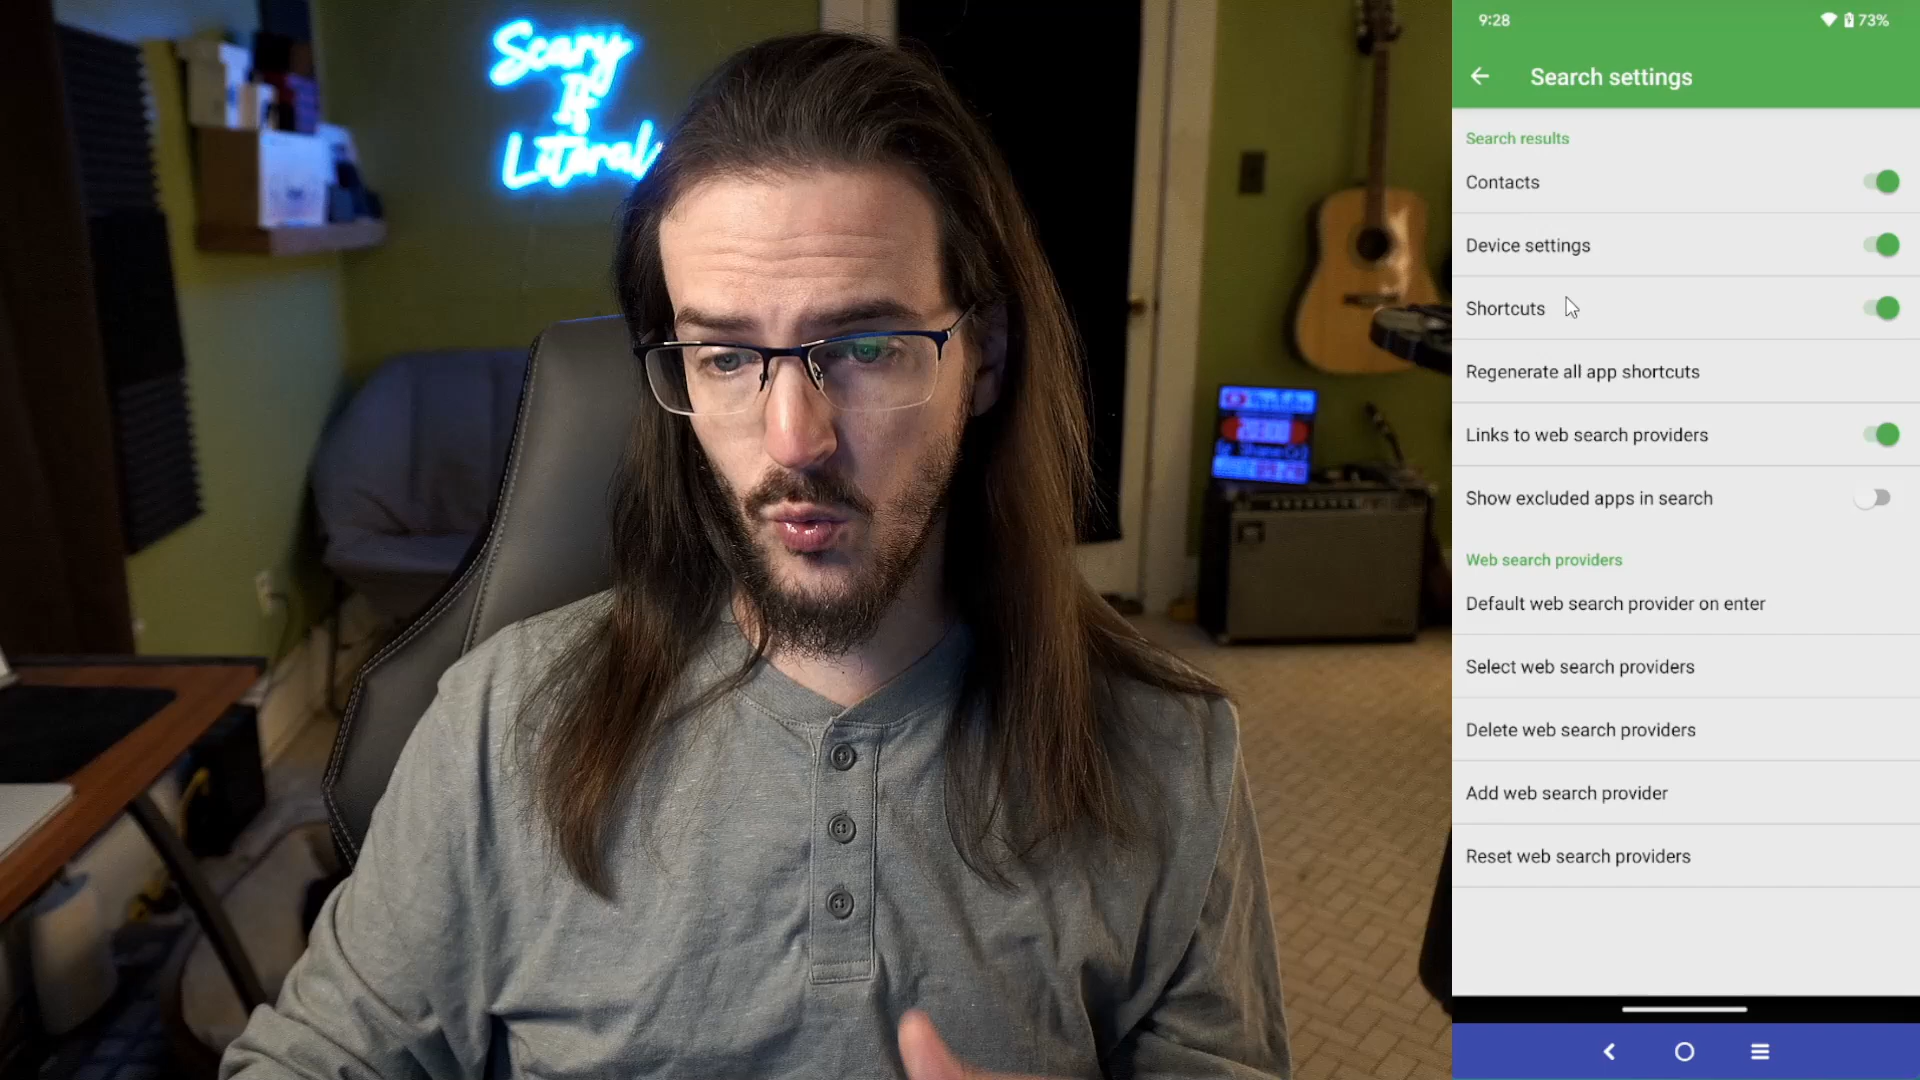 Scary
If
Literal
9:28
73%
Search settings
Search results
Contacts
Device settings
Shortcuts
Regenerate all app shortcuts
Links to web search providers
Show excluded apps in search
Web search providers
Default web search provider on enter
Select web search providers
Delete web search providers
Add web search provider
Reset web search providers